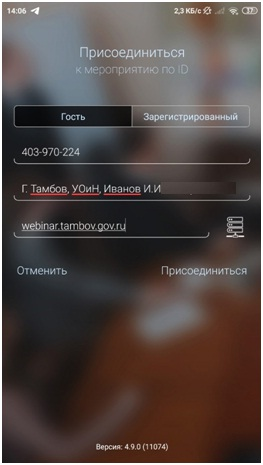 14:06 2,3 КБ/с 77
Присоединиться
к мероприятию по ID
Гость Зарегистрированный
403-970-224
Г. Тамбов, УОиН, Иванов И.И
webinar.tambov.gov.ru
Отменить Присоединиться
Версия: 4.9.0 (11074)